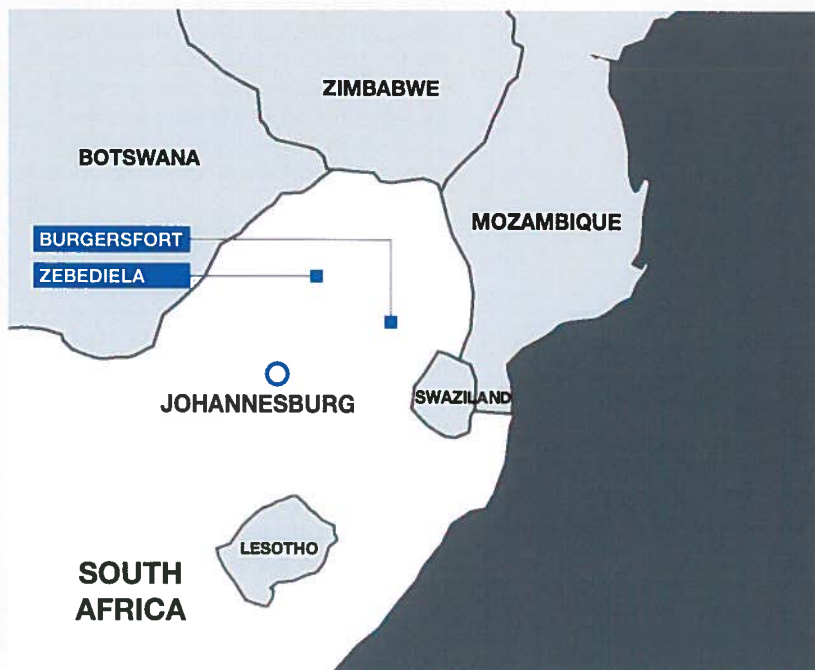 ZIMBABWE
BOTSWANA
MOZAMBIQUE
BURGERSFORT
ZEBEDIELA
JOHANNESBURG
SWAZILAND
LESOTHO
SOUTH
AFRICA